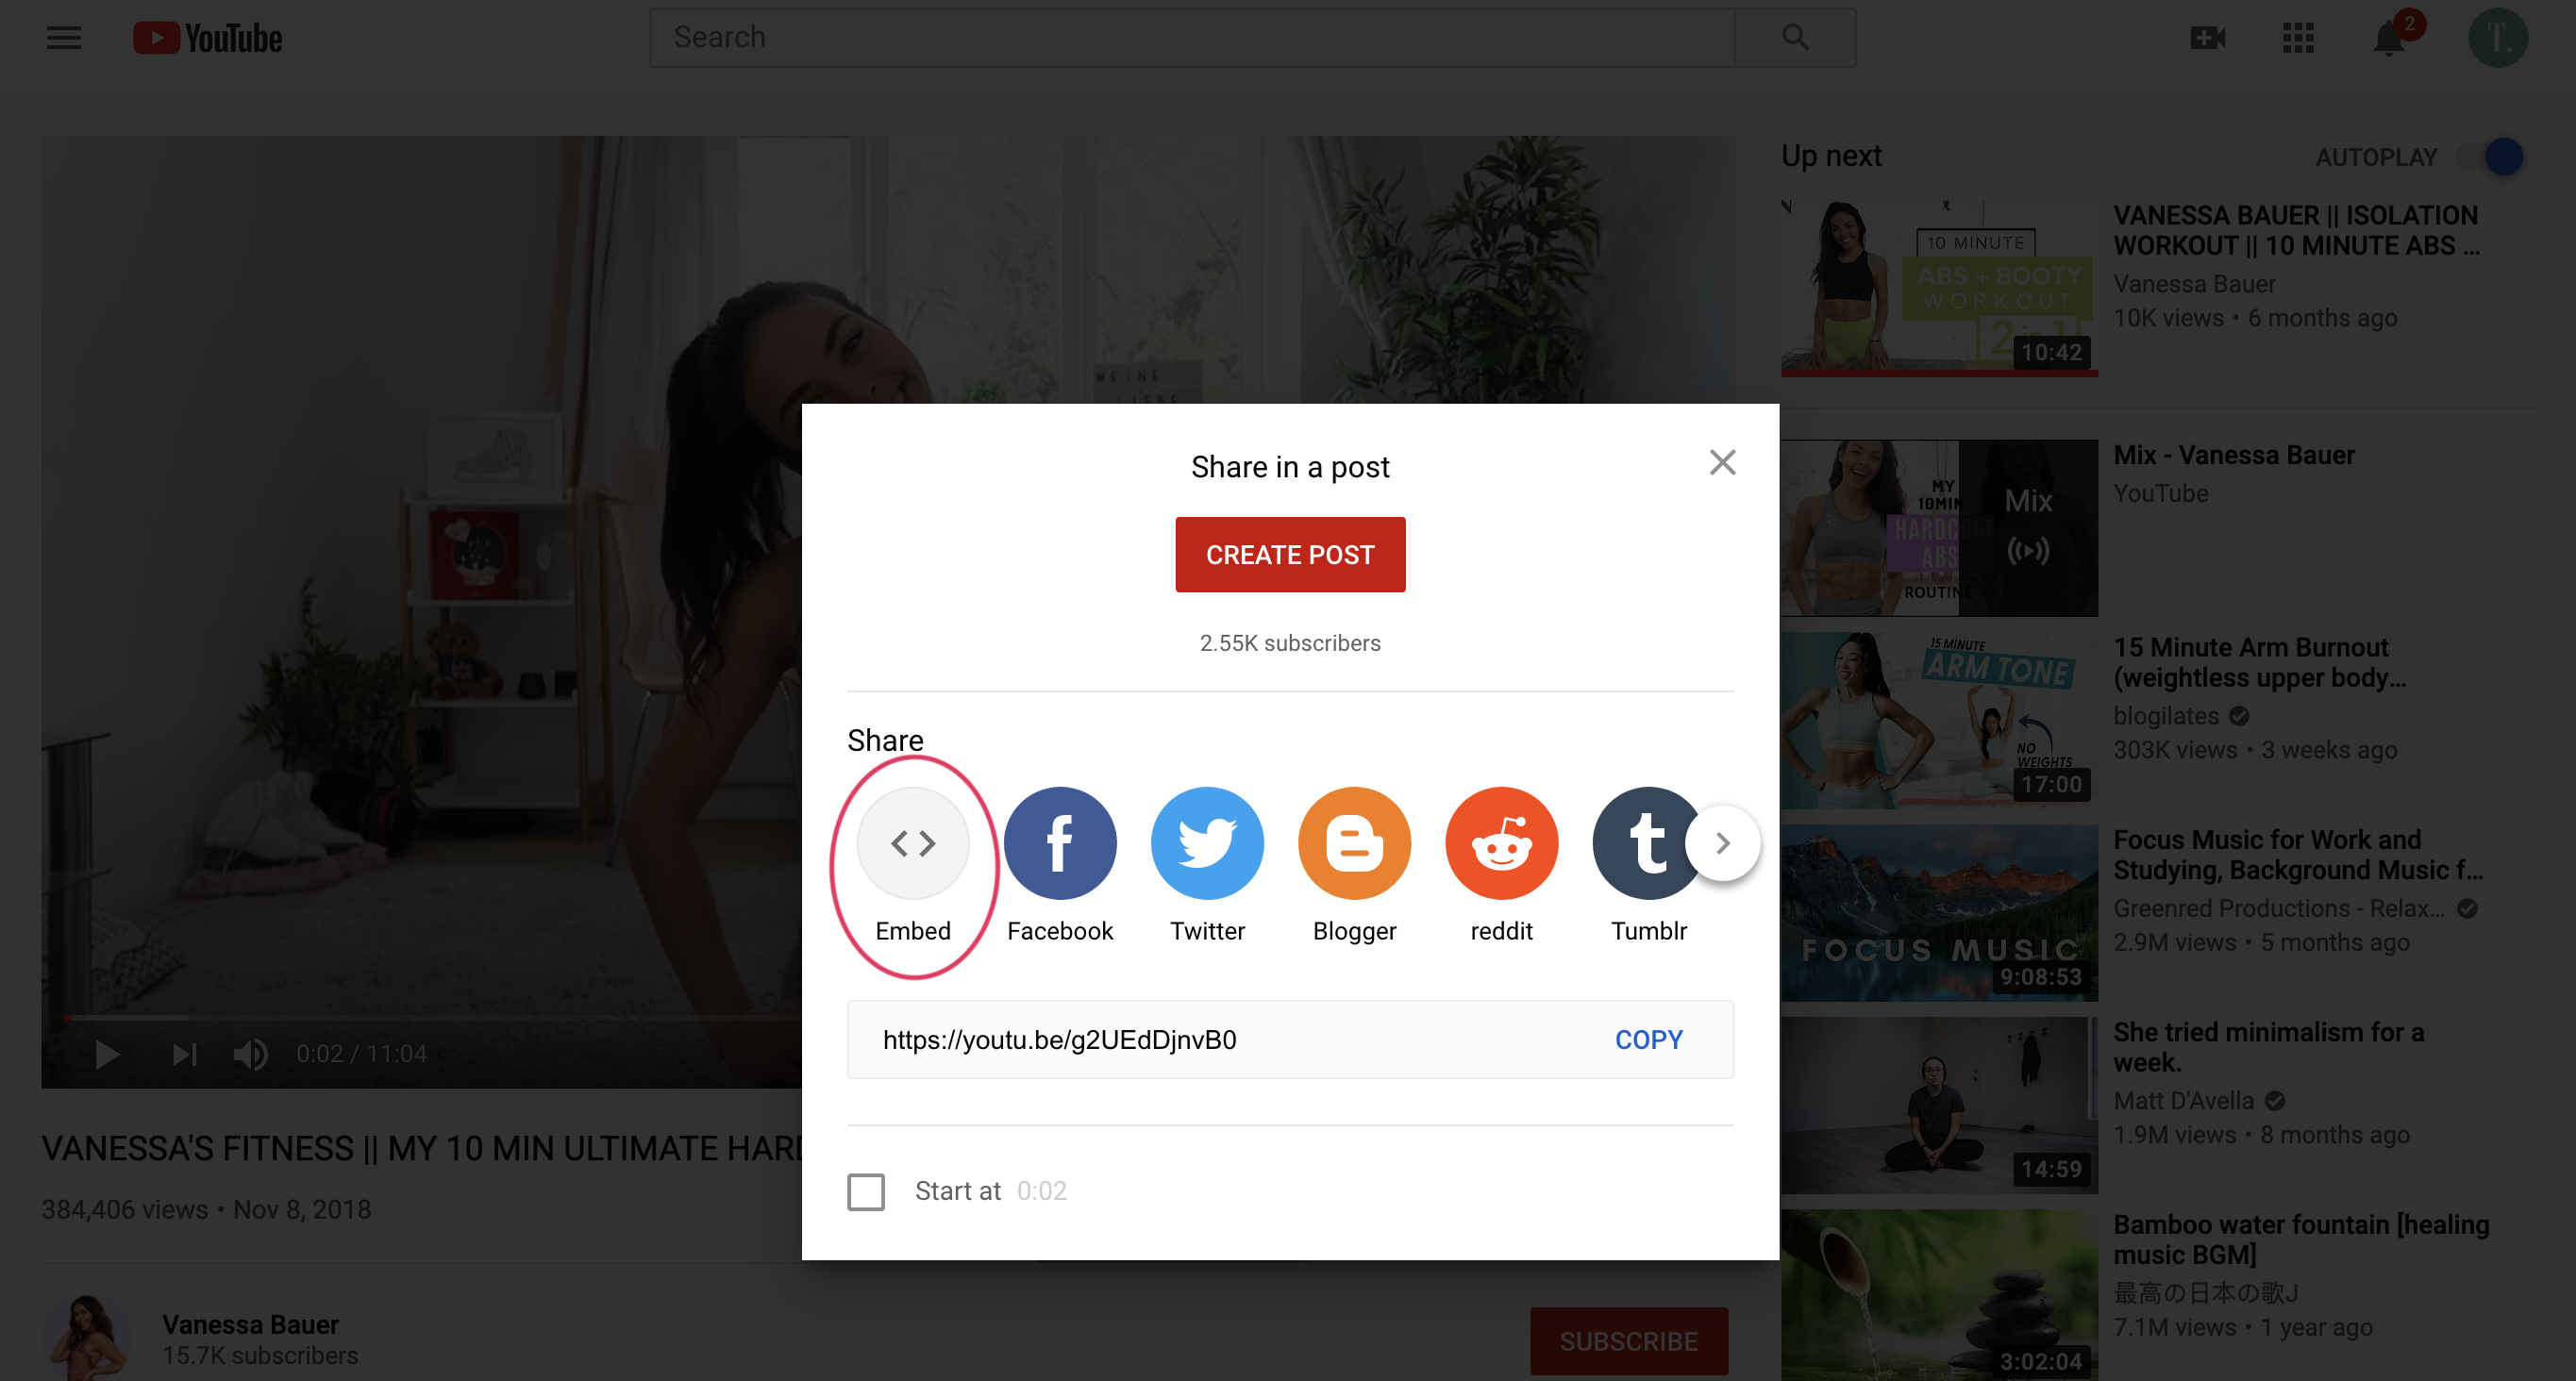 YouTube
Search
2
T.
MEINE
Up next
AUTOPLAY
10 MINUTE
ABS + BOOTY
WORKOUT
2 in 1
10:42
VANESSA BAUER || ISOLATION
WORKOUT || 10 MINUTE ABS ...
Vanessa Bauer
10K views • 6 months ago
MY
10MIN
HARDCO
ABS
ROUTINE
Mix
Mix - Vanessa Bauer
YouTube
15 MINUTE
ARM TONE
NO
WEIGHTS
17:00
15 Minute Arm Burnout
(weightless upper body...
blogilates
303K views • 3 weeks ago
FOCUS MUSIC
9:08:53
Focus Music for Work and
Studying, Background Music f...
Greenred Productions - Relax...
2.9M views • 5 months ago
14:59
She tried minimalism for a
week.
Matt D'Avella
1.9M views • 8 months ago
3:02:04
Bamboo water fountain [healing
music BGM]
最高の日本の歌J
7.1M views • 1 year ago
Share in a post
CREATE POST
2.55K subscribers
Share
Embed
Facebook
Twitter
Blogger
reddit
Tumblr
https://youtu.be/g2UEdDjnvB0
COPY
Start at 0:02
0:02 / 11:04
VANESSA'S FITNESS || MY 10 MIN ULTIMATE HARD
384,406 views • Nov 8, 2018
Vanessa Bauer
15.7K subscribers
SUBSCRIBE